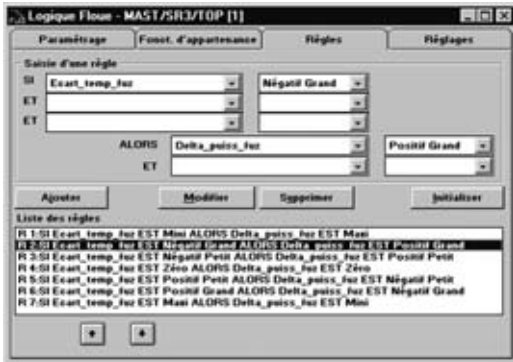 Logique Floue - MAST/SR3/TOP [1]
Paramétrage Fonct. d'appartenance Règles Réglages
Saisie d'une règle
SI Ecart_temp_fuz Négatif Grand
ET
ET
ALORS Delta_puiss_fuz Positif Grand
ET
Ajouter Modifier Supprimer Initialiser
Liste des règles
R 1:SI Ecart_temp_fuz EST Mini ALORS Delta_puiss_fuz EST Maxi
R 2:SI Ecart_temp_fuz EST Négatif Grand ALORS Delta_puiss_fuz EST Positif Grand
R 3:SI Ecart_temp_fuz EST Négatif Petit ALORS Delta_puiss_fuz EST Positif Petit
R 4:SI Ecart_temp_fuz EST Zéro ALORS Delta_puiss_fuz EST Zéro
R 5:SI Ecart_temp_fuz EST Positif Petit ALORS Delta_puiss_fuz EST Négatif Petit
R 6:SI Ecart_temp_fuz EST Positif Grand ALORS Delta_puiss_fuz EST Négatif Grand
R 7:SI Ecart_temp_fuz EST Maxi ALORS Delta_puiss_fuz EST Mini